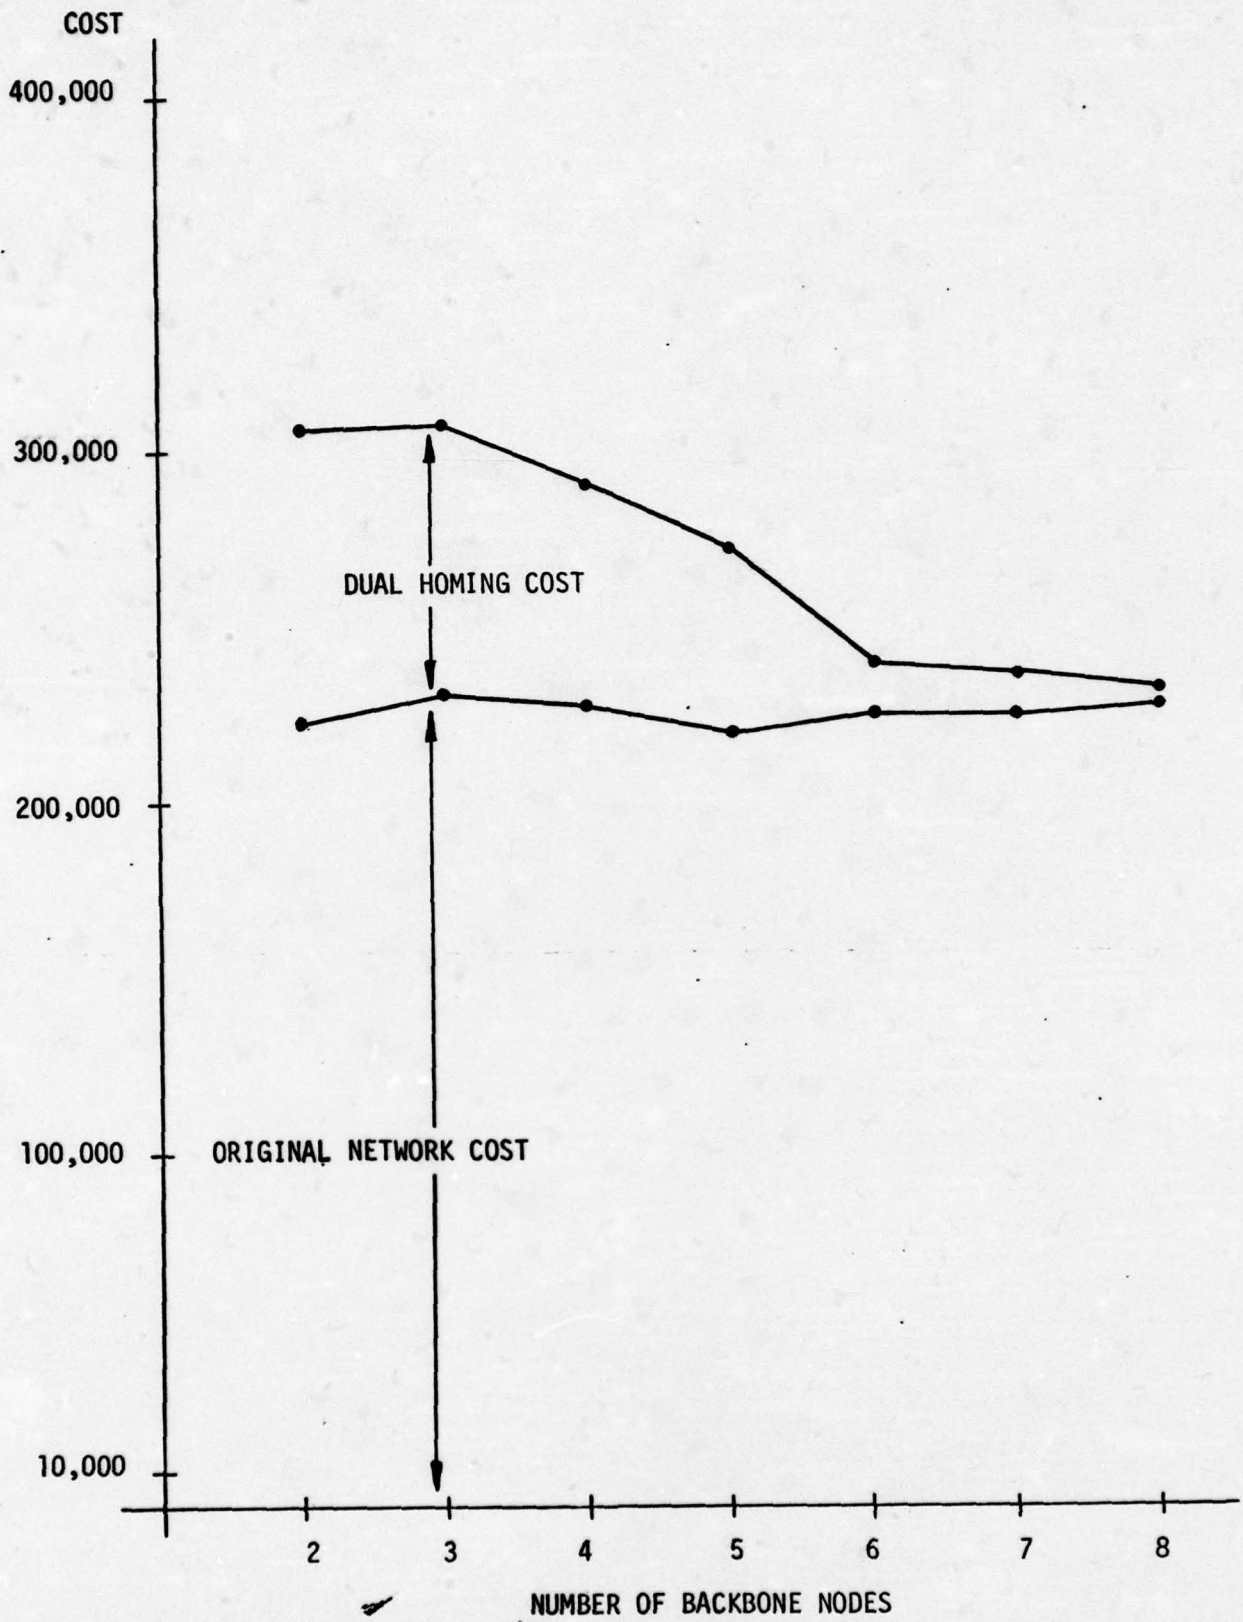 COST
400,000
300,000
DUAL HOMING COST
200,000
100,000
ORIGINAL NETWORK COST
10,000
2 3 4 5 6 7 8
NUMBER OF BACKBONE NODES